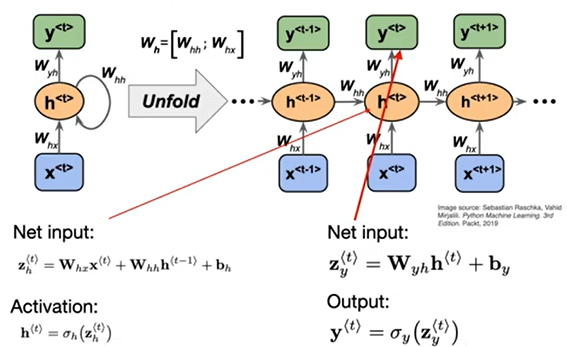 y<t>
W_yh
W_hh
h<t>
W_hx
x<t>
W_h=[W_hh ; W_hx]
Unfold
...
y<t-1>
y<t>
y<t+1>
W_yh
W_yh
W_yh
W_hh
W_hh
W_hh
h<t-1>
h<t>
h<t+1>
...
W_hx
W_hx
W_hx
x<t-1>
x<t>
x<t+1>
Image source: Sebastian Raschka, Vahid
Mirjalili. Python Machine Learning. 3rd
Edition. Packt, 2019
Net input:
z_h^⟨t⟩ = W_hx x^⟨t⟩ + W_hh h^⟨t−1⟩ + b_h
Activation:
h^⟨t⟩ = σ_h(z_h^⟨t⟩)
Net input:
z_y^⟨t⟩ = W_yh h^⟨t⟩ + b_y
Output:
y^⟨t⟩ = σ_y(z_y^⟨t⟩)